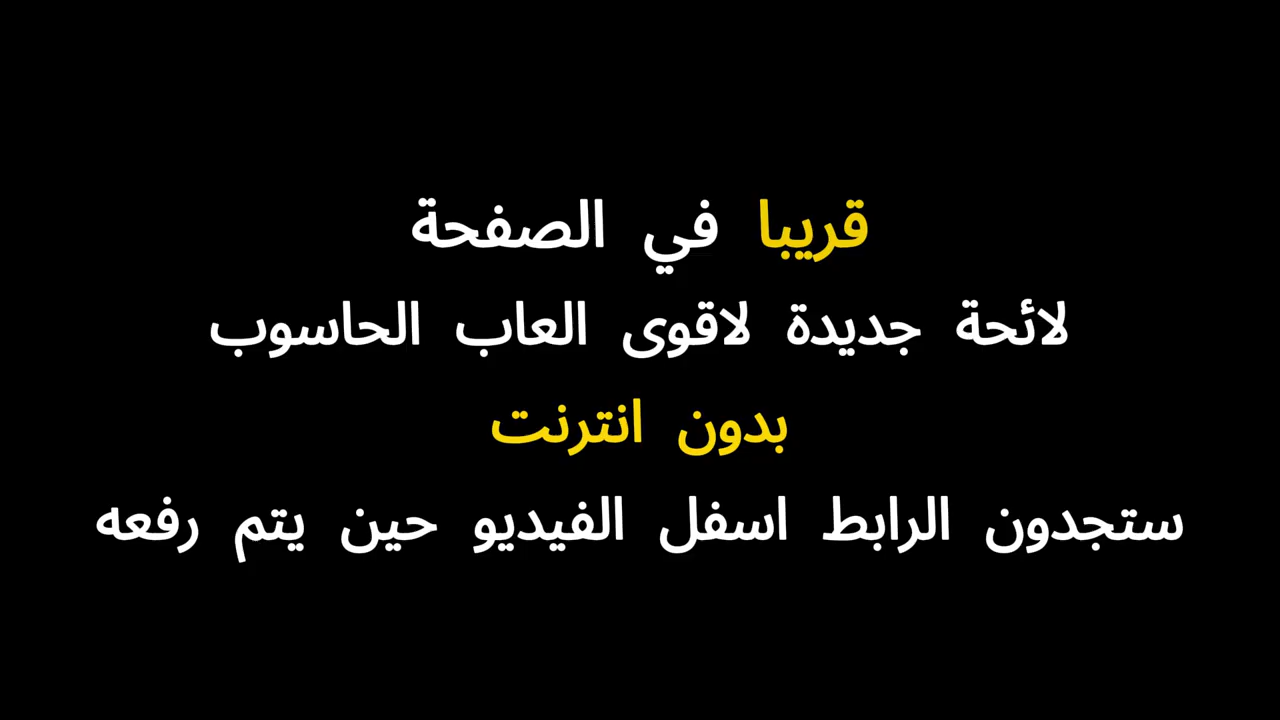 قريبا في الصفحة
لائحة جديدة لاقوى العاب الحاسوب
بدون انترنت
ستجدون الرابط اسفل الفيديو حين يتم رفعه